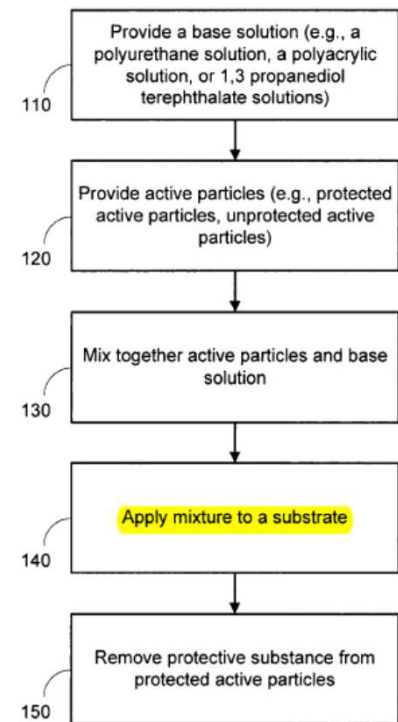 Provide a base solution (e.g., a
polyurethane solution, a polyacrylic
solution, or 1,3 propanediol
terephthalate solutions)
110
Provide active particles (e.g., protected
active particles, unprotected active
particles)
120
Mix together active particles and base
solution
130
Apply mixture to a substrate
140
Remove protective substance from
protected active particles
150